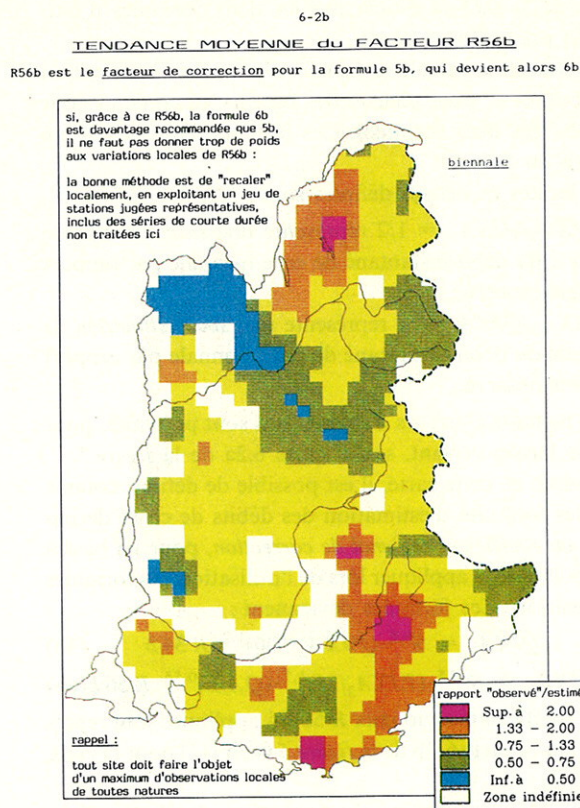 6-2b
TENDANCE MOYENNE du FACTEUR R56b
R56b est le facteur de correction pour la formule 5b, qui devient alors 6b
si, grâce à ce R56b, la formule 6b
est davantage recommandée que 5b,
il ne faut pas donner trop de poids
aux variations locales de R56b :
la bonne méthode est de "recaler"
localement, en exploitant un jeu de
stations jugées représentatives,
inclus des séries de courte durée
non traitées ici
biennale
rappel :
tout site doit faire l'objet
d'un maximum d'observations locales
de toutes natures
rapport "observé"/estimé
Sup.à 2.00
1.33 - 2.00
0.75 - 1.33
0.50 - 0.75
Inf.à 0.50
Zone indéfinie